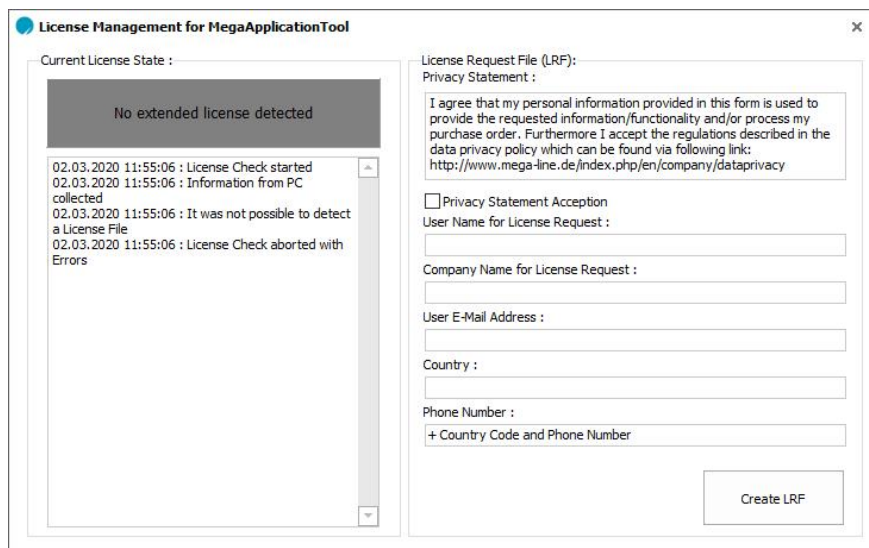 License Management for MegaApplicationTool
Current License State :
No extended license detected
02.03.2020 11:55:06 : License Check started
02.03.2020 11:55:06 : Information from PC
collected
02.03.2020 11:55:06 : It was not possible to detect
a License File
02.03.2020 11:55:06 : License Check aborted with
Errors
License Request File (LRF):
Privacy Statement :
I agree that my personal information provided in this form is used to
provide the requested information/functionality and/or process my
purchase order. Furthermore I accept the regulations described in the
data privacy policy which can be found via following link:
http://www.mega-line.de/index.php/en/company/dataprivacy
Privacy Statement Acception
User Name for License Request :
Company Name for License Request :
User E-Mail Address :
Country :
Phone Number :
+ Country Code and Phone Number
Create LRF